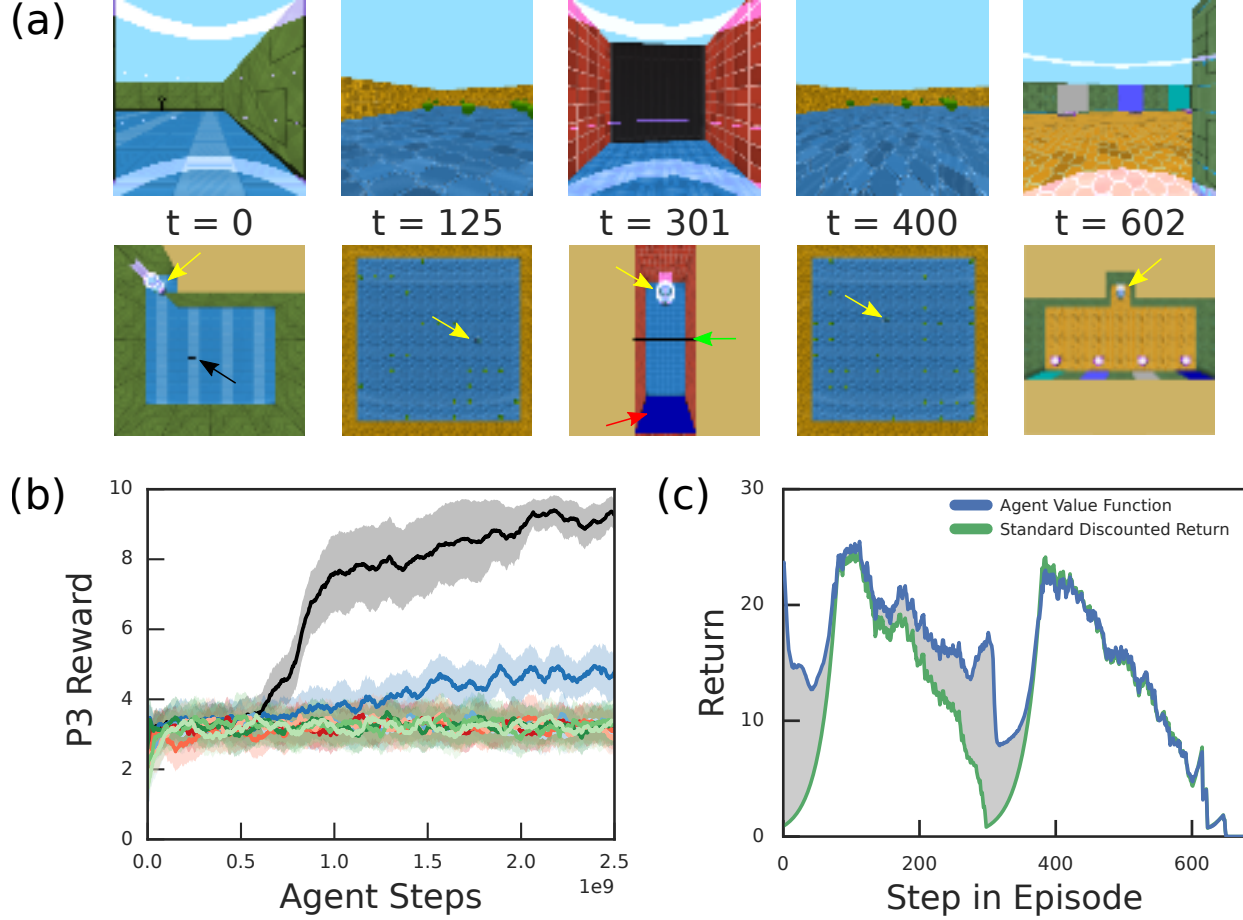 (a)
t = 0
t = 125
t = 301
t = 400
t = 602
(b)
10
8
6
4
2
0
P3 Reward
0.0
0.5
1.0
1.5
2.0
2.5
1e9
Agent Steps
(c)
30
20
10
0
Return
Agent Value Function
Standard Discounted Return
0
200
400
600
Step in Episode